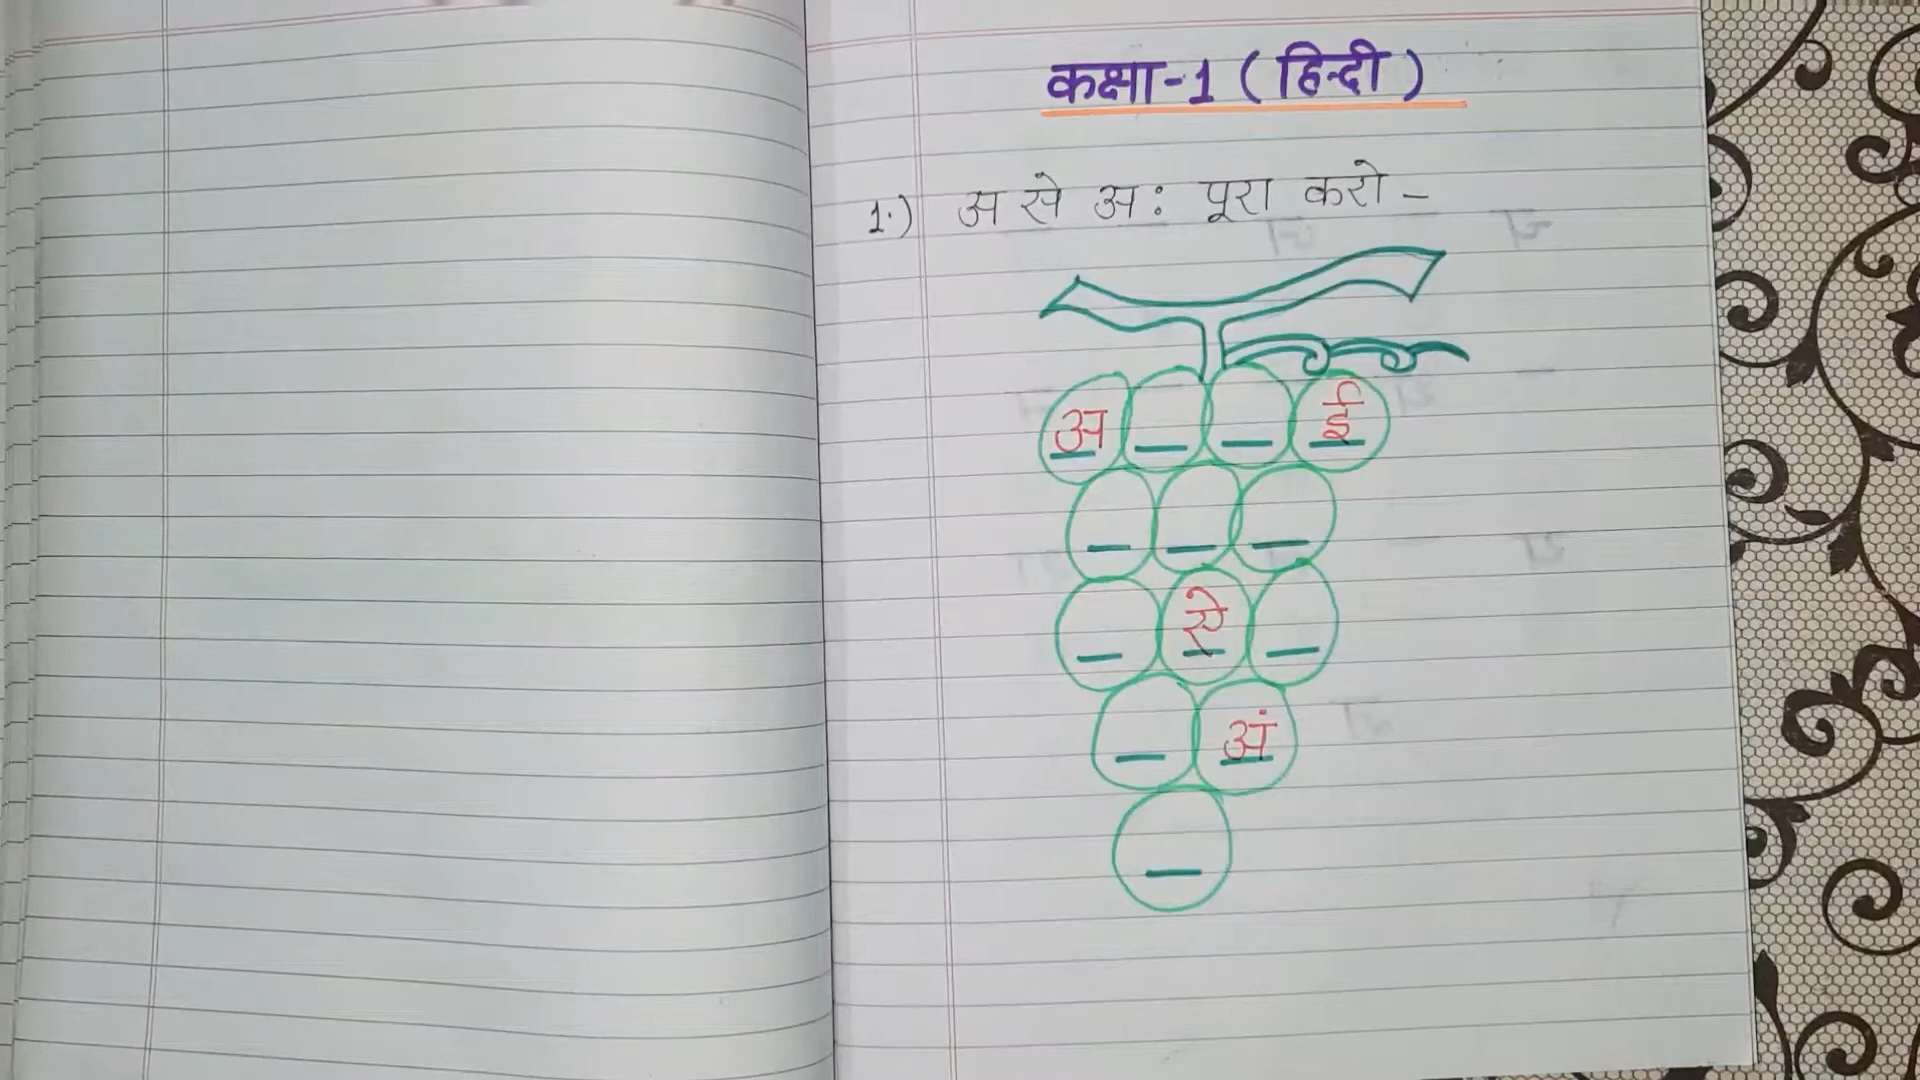 कक्षा-1 (हिन्दी)
1.) अ से अः पूरा करो -
अ _ _ ई
_ _ _
_ ऐ _
_ अं
_